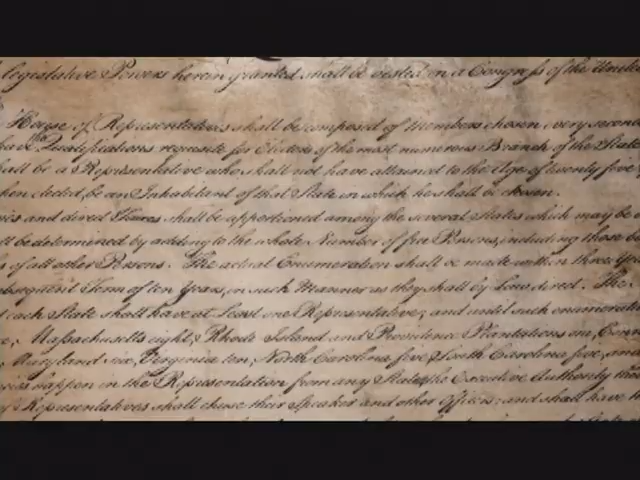 legislative Powers herein granted shall be vested in a Congress of the United
House of Representatives shall be composed of Members chosen every second
the Qualifications requisite for Electors of the most numerous Branch of the State
shall be a Representative who shall not have attained to the Age of twenty five
when elected, be an Inhabitant of that State in which he shall be chosen.
and direct Taxes shall be apportioned among the several States which may be
be determined by adding to the whole Number of free Persons, including those
of all other Persons. The actual Enumeration shall be made within three Years
subsequent Term of ten Years, in such Manner as they shall by Law direct. The
each State shall have at Least one Representative; and until such enumeration
Massachusetts eight, Rhode Island and Providence Plantations one,
Maryland six, Virginia ten, North Carolina five, South Carolina five, and
happen in the Representation from any State, the Executive Authority
Representatives shall chuse their Speaker and other Officers; and shall have